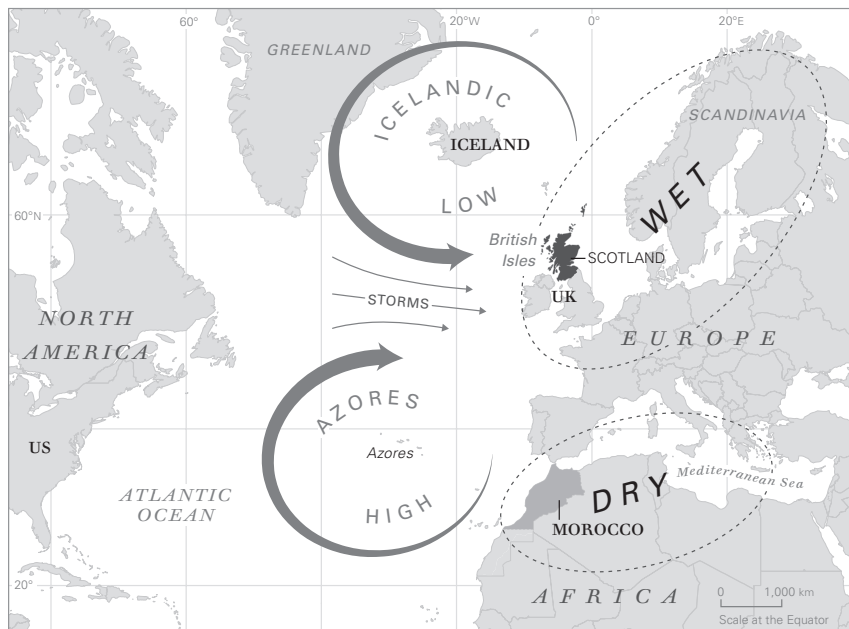 60°
20°W
0°
20°E
GREENLAND
ICELANDIC
SCANDINAVIA
ICELAND
WET
LOW
60°N
British
Isles
SCOTLAND
UK
STORMS
NORTH
AMERICA
EUROPE
AZORES
US
Azores
Mediterranean Sea
DRY
ATLANTIC
OCEAN
HIGH
MOROCCO
20°
AFRICA
0 1,000 km
Scale at the Equator